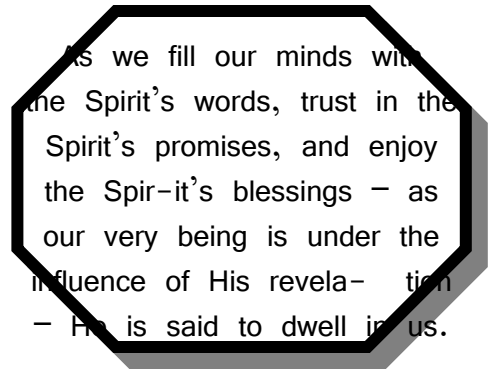 As we fill our minds with
the Spirit’s words, trust in the
Spirit’s promises, and enjoy
the Spir-it’s blessings – as
our very being is under the
influence of His revela- tion
– He is said to dwell in us.